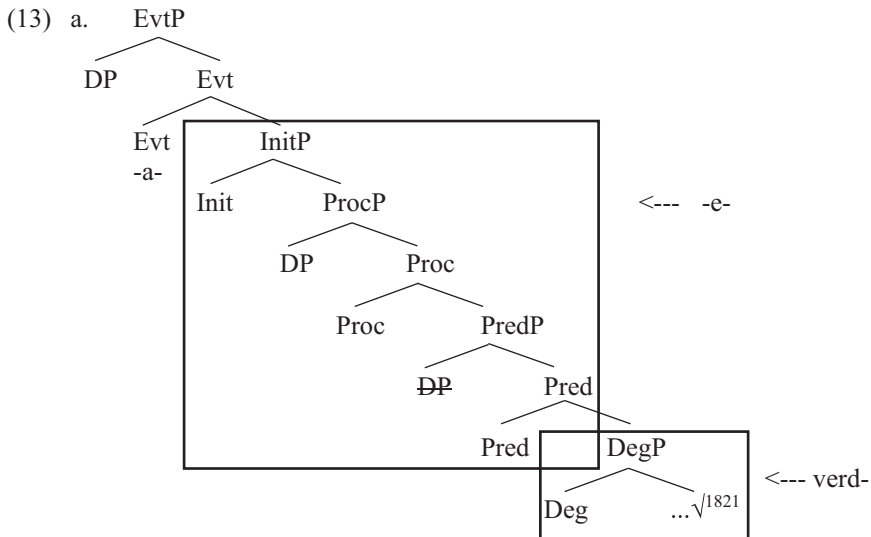 (13) a. EvtP
DP Evt
Evt InitP
-a-
Init ProcP <--- -e-
DP Proc
Proc PredP
DP Pred
Pred DegP
<--- verd-
Deg ...√1821